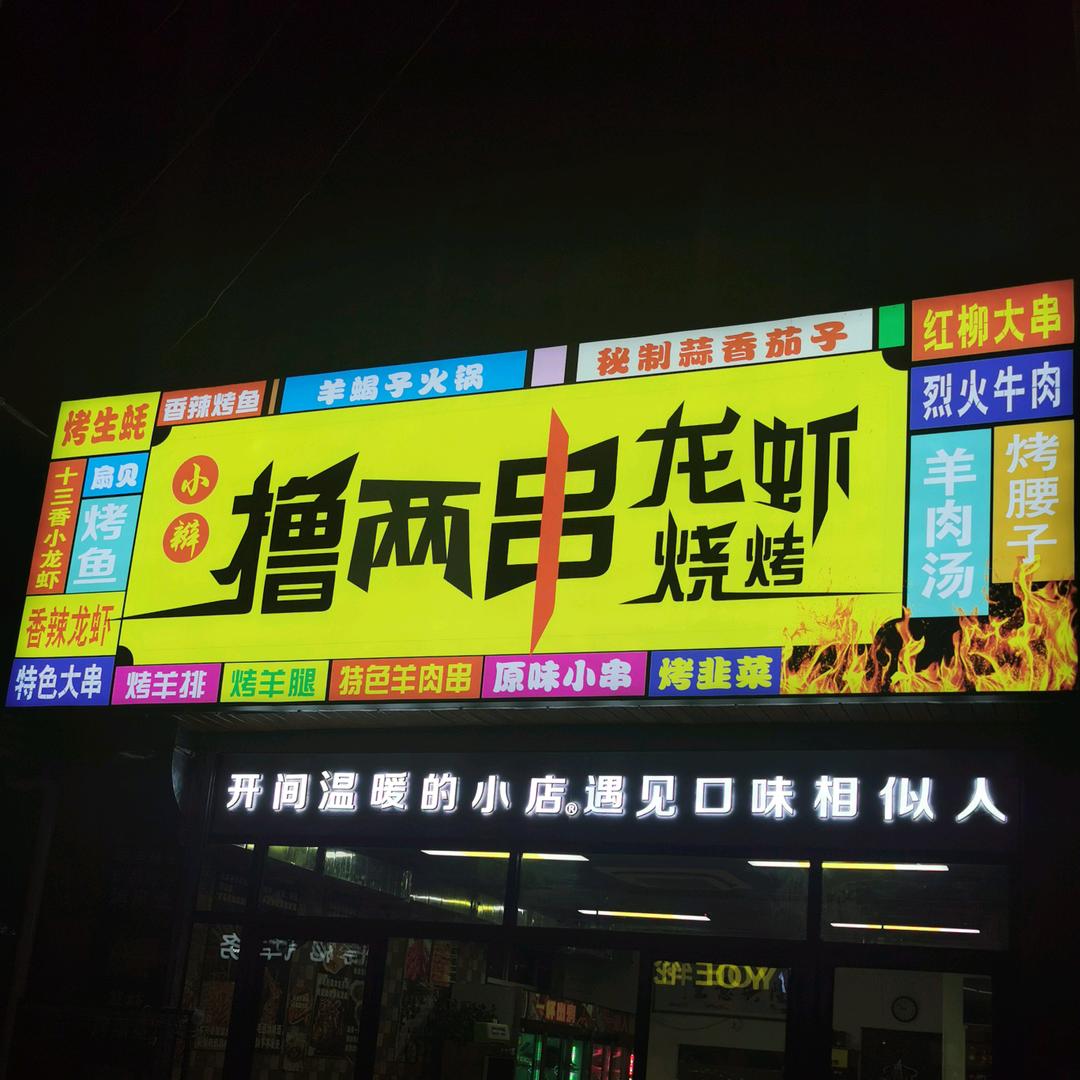 烤生蚝
香辣烤鱼
羊蝎子火锅
秘制蒜香茄子
红柳大串
烈火牛肉
十三香小龙虾
扇贝
烤鱼
小辫
撸两串
龙虾
烧烤
羊肉汤
烤腰子
香辣龙虾
特色大串
烤羊排
烤羊腿
特色羊肉串
原味小串
烤韭菜
开间温暖的小店®遇见口味相似人